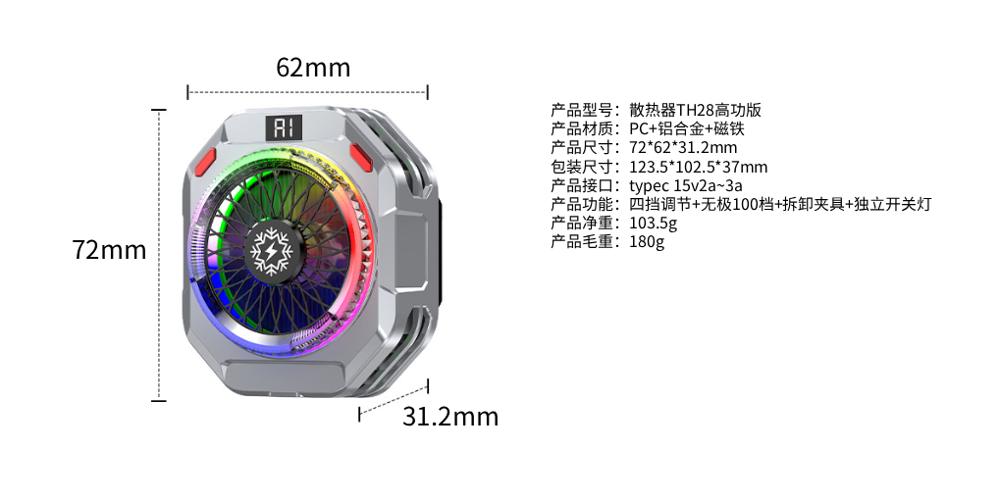 62mm
AI
72mm
31.2mm
产品型号：散热器TH28高功版
产品材质：PC+铝合金+磁铁
产品尺寸：72*62*31.2mm
包装尺寸：123.5*102.5*37mm
产品接口：typec 15v2a~3a
产品功能：四挡调节+无极100档+拆卸夹具+独立开关灯
产品净重：103.5g
产品毛重：180g